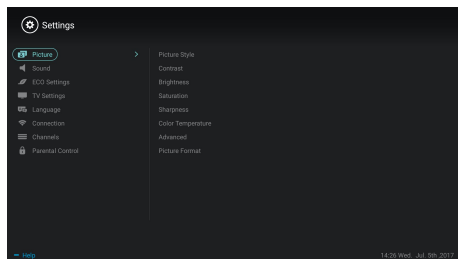 Settings
Picture
Sound
ECO Settings
TV Settings
Language
Connection
Channels
Parental Control
Picture Style
Contrast
Brightness
Saturation
Sharpness
Color Temperature
Advanced
Picture Format
Help
14:26 Wed. Jul. 5th ,2017